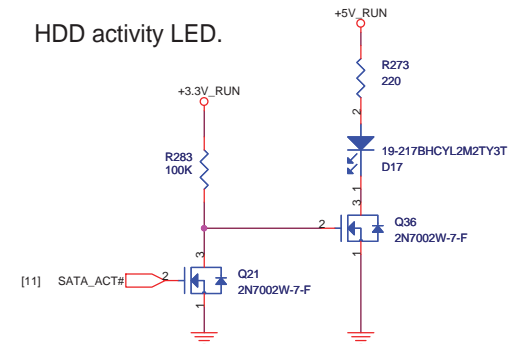 HDD activity LED.
+5V_RUN
R273
220
2
+3.3V_RUN
19-217BHCYL2M2TY3T
D17
R283
100K
1
3
2
Q36
2N7002W-7-F
1
3
[11] SATA_ACT# 2
Q21
2N7002W-7-F
1